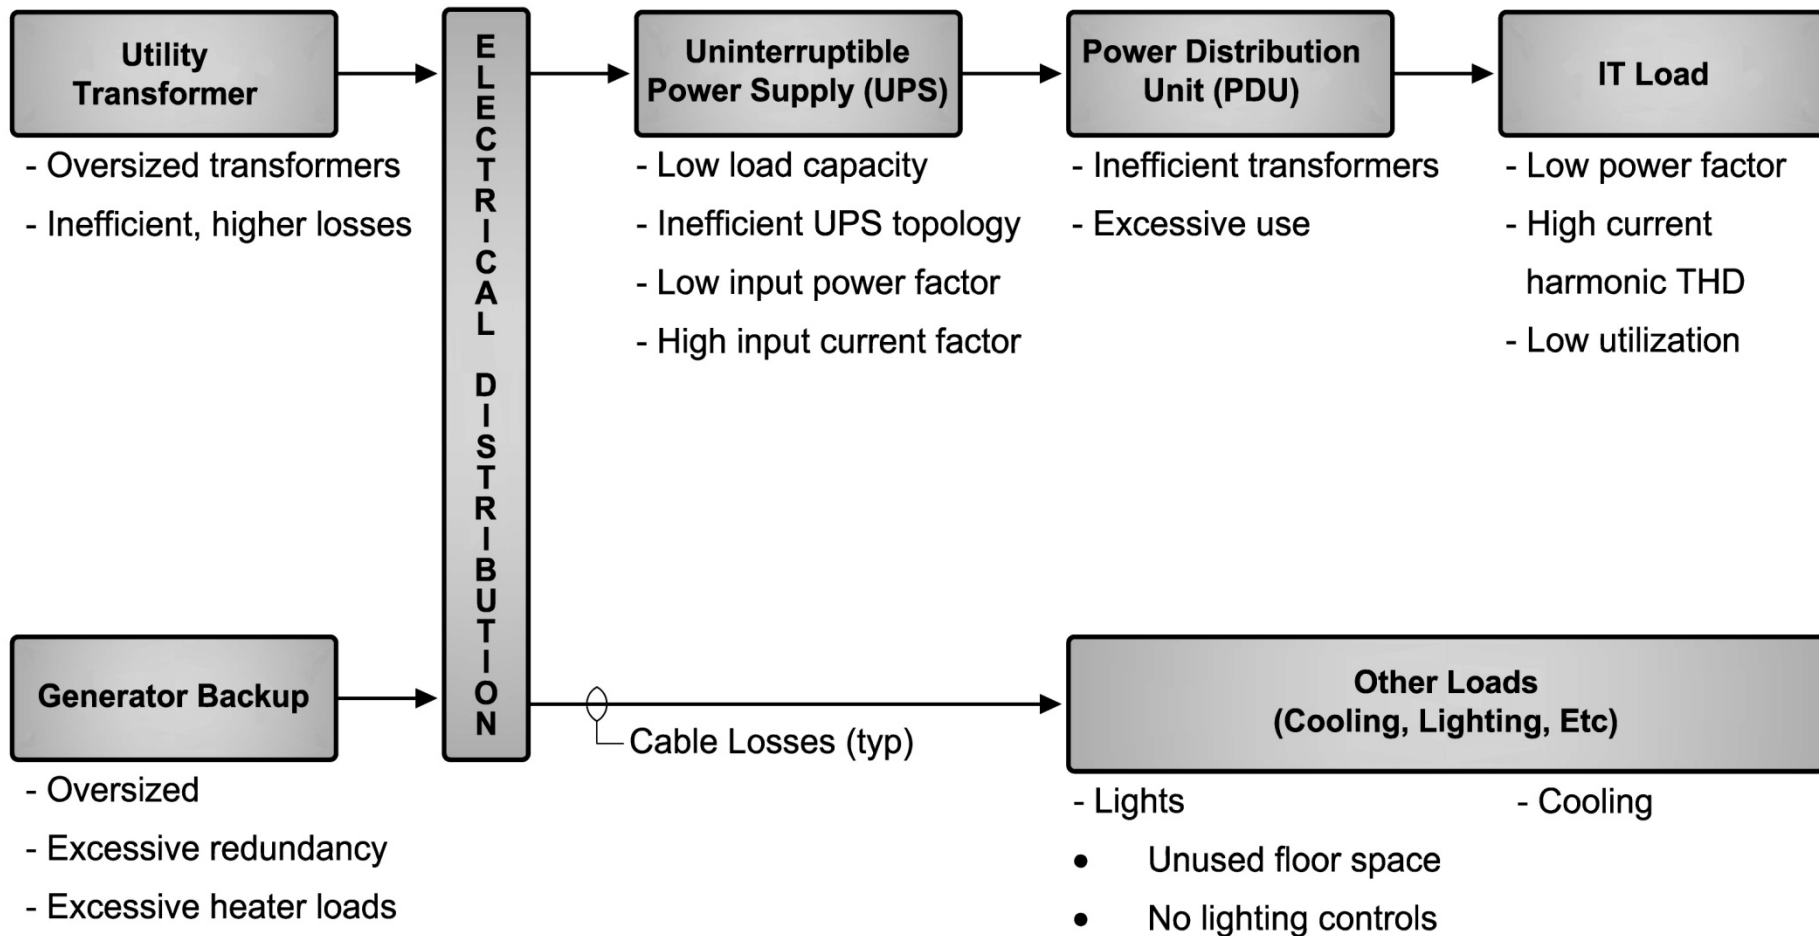 Utility
Transformer
- Oversized transformers
- Inefficient, higher losses
ELECTRICAL DISTRIBUTION
Uninterruptible
Power Supply (UPS)
- Low load capacity
- Inefficient UPS topology
- Low input power factor
- High input current factor
Power Distribution
Unit (PDU)
- Inefficient transformers
- Excessive use
IT Load
- Low power factor
- High current
harmonic THD
- Low utilization
Generator Backup
- Oversized
- Excessive redundancy
- Excessive heater loads
Cable Losses (typ)
Other Loads
(Cooling, Lighting, Etc)
- Lights
• Unused floor space
• No lighting controls
- Cooling